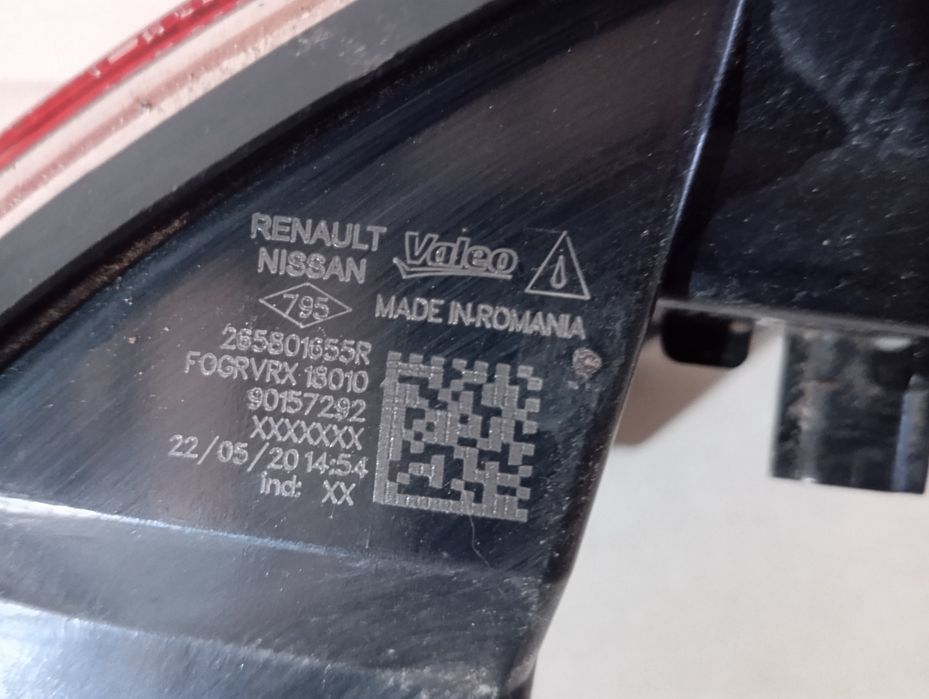 RENAULT
NISSAN
Valeo
795
MADE IN ROMANIA
265801655R
FOGRVRX 18010
90157292
XXXXXXX
22/05/20 14:54
ind: XX